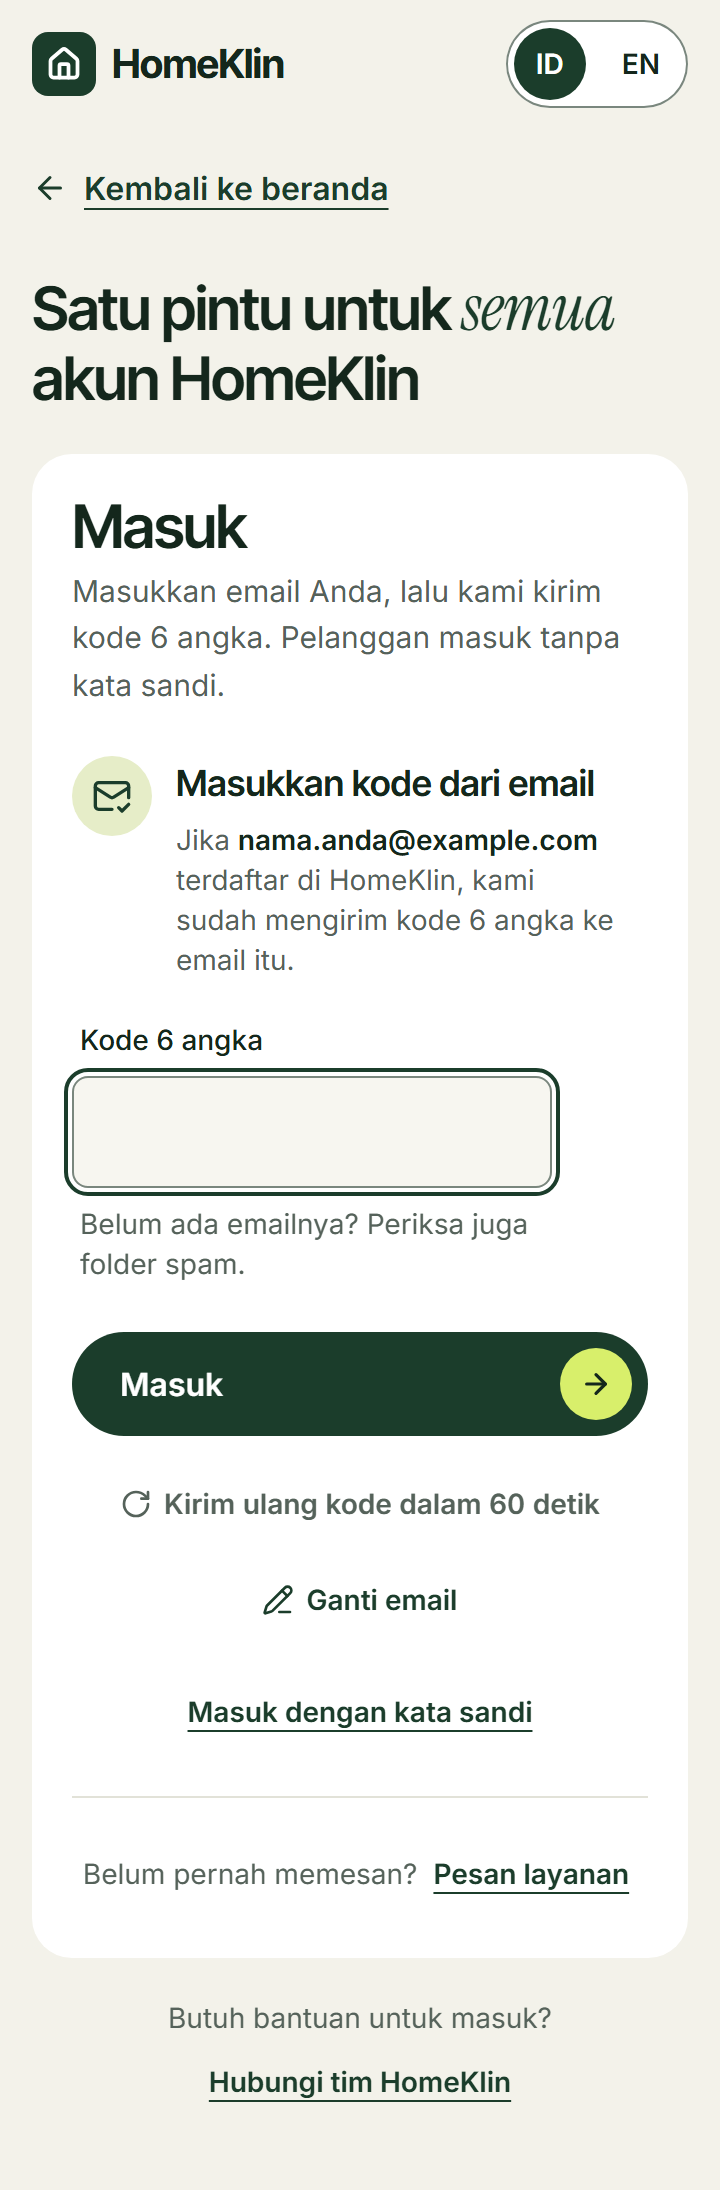 HomeKlin
ID EN
Kembali ke beranda
Satu pintu untuk semua
akun HomeKlin
Masuk
Masukkan email Anda, lalu kami kirim
kode 6 angka. Pelanggan masuk tanpa
kata sandi.
Masukkan kode dari email
Jika nama.anda@example.com
terdaftar di HomeKlin, kami
sudah mengirim kode 6 angka ke
email itu.
Kode 6 angka
Belum ada emailnya? Periksa juga
folder spam.
Masuk
Kirim ulang kode dalam 60 detik
Ganti email
Masuk dengan kata sandi
Belum pernah memesan? Pesan layanan
Butuh bantuan untuk masuk?
Hubungi tim HomeKlin